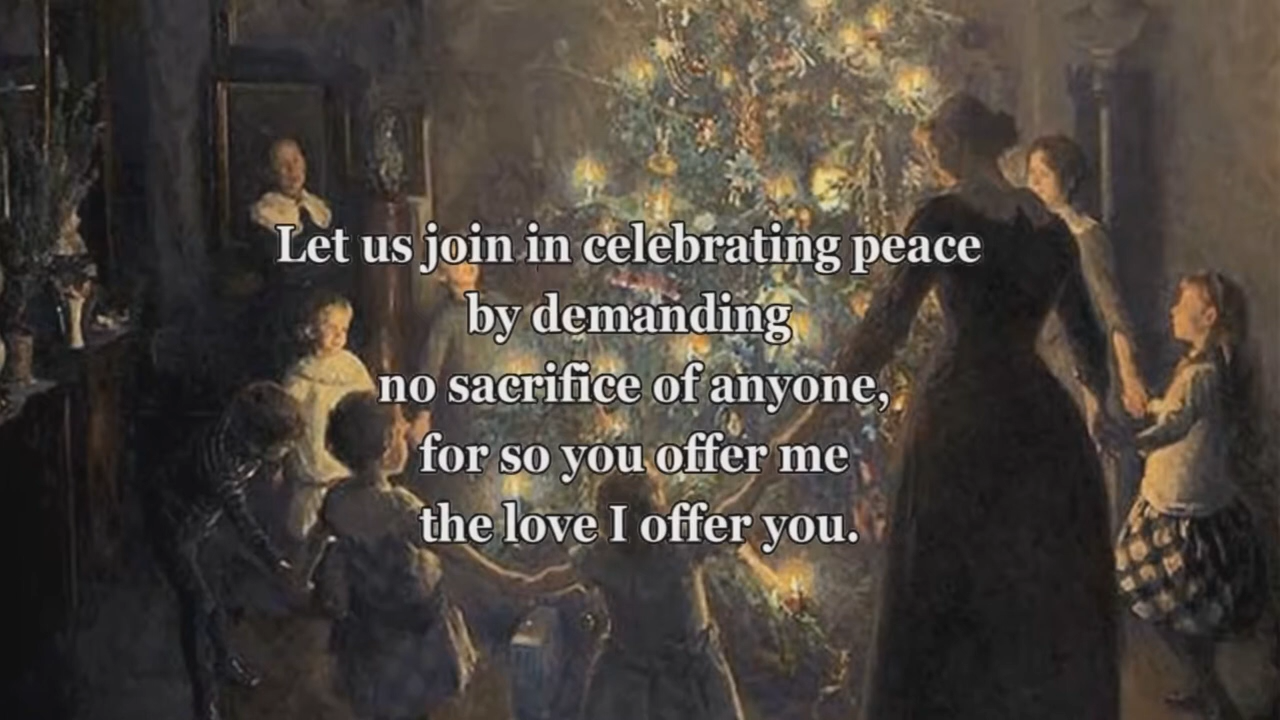 Let us join in celebrating peace
by demanding
no sacrifice of anyone,
for so you offer me
the love I offer you.